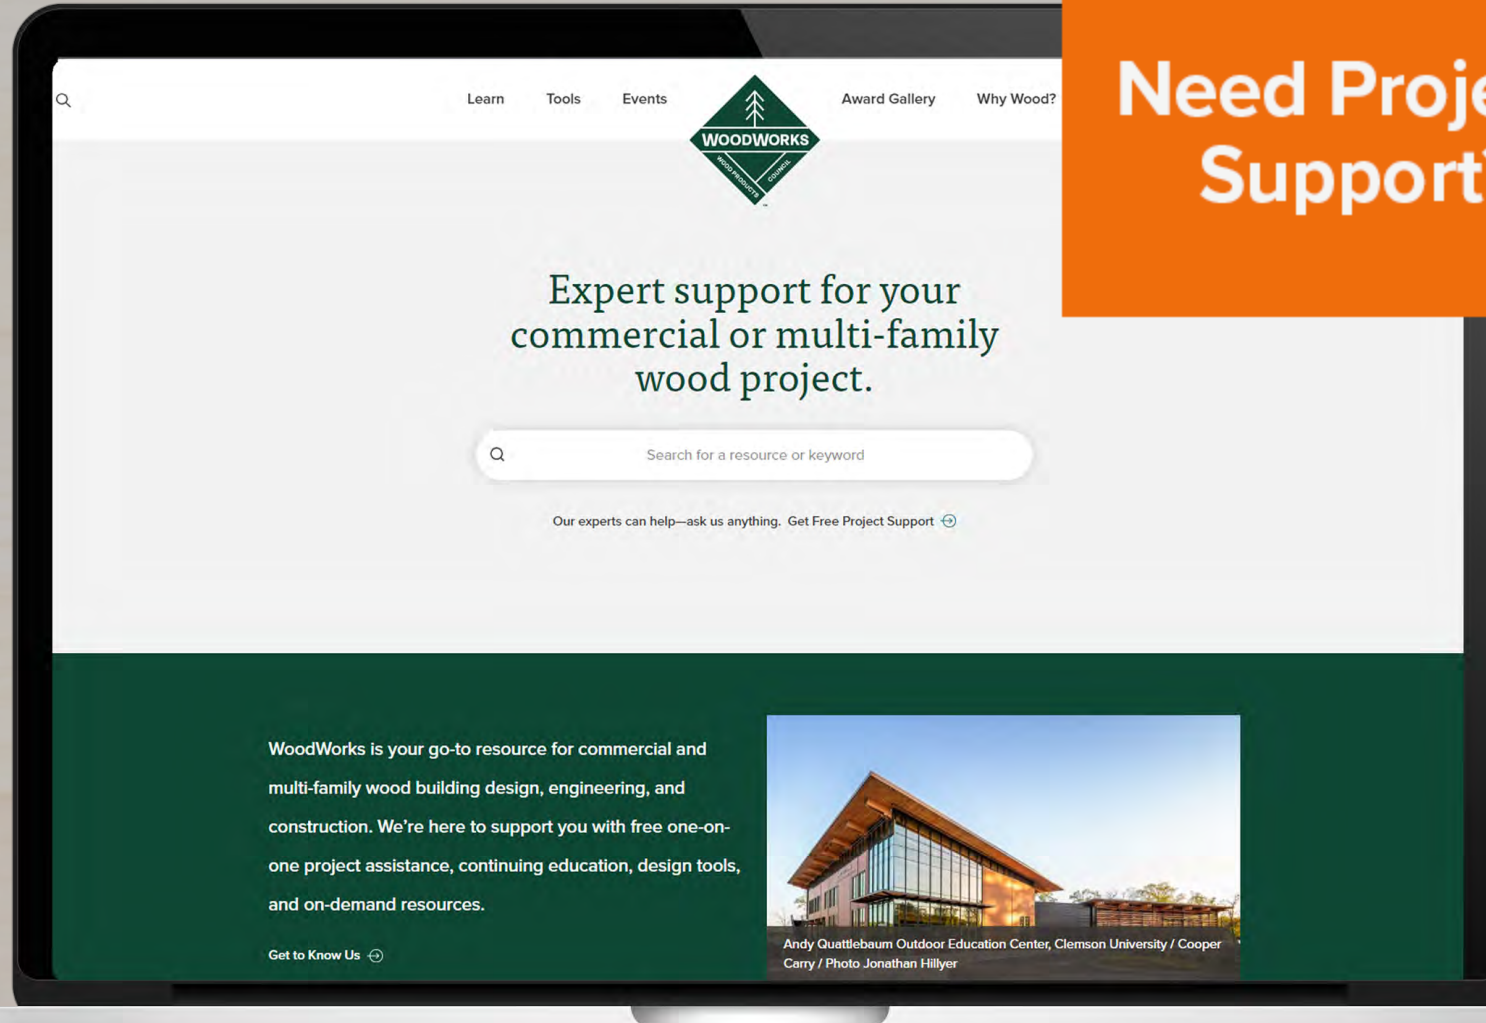 Learn Tools Events Award Gallery Why Wood?
WOODWORKS
WOOD PRODUCTS COUNCIL
™
Need Proje
Support?
Expert support for your
commercial or multi-family
wood project.
Search for a resource or keyword
Our experts can help—ask us anything. Get Free Project Support
WoodWorks is your go-to resource for commercial and
multi-family wood building design, engineering, and
construction. We're here to support you with free one-on-
one project assistance, continuing education, design tools,
and on-demand resources.
Get to Know Us
Andy Quattlebaum Outdoor Education Center, Clemson University / Cooper
Carry / Photo Jonathan Hillyer